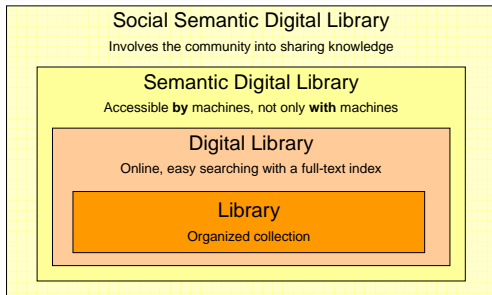 Social Semantic Digital Library
Involves the community into sharing knowledge
Semantic Digital Library
Accessible by machines, not only with machines
Digital Library
Online, easy searching with a full-text index
Library
Organized collection